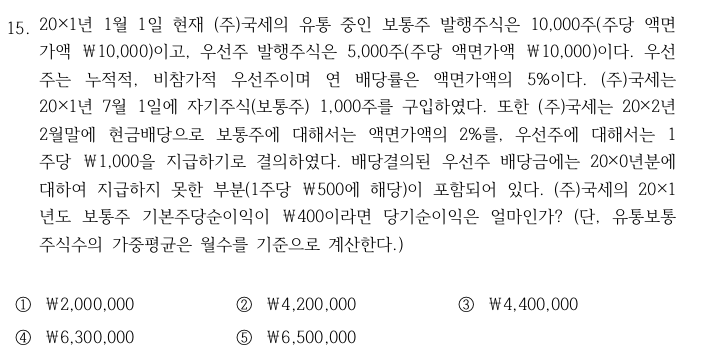 15. 20×1년 1월 1일 현재 (주)국세의 유통 중인 보통주 발행주식은 10,000주(주당 액면
가액 ₩10,000)이고, 우선주 발행주식은 5,000주(주당 액면가액 ₩10,000)이다. 우선
주는 누적적, 비참가적 우선주이며 연 배당률은 액면가액의 5%이다. (주)국세는
20×1년 7월 1일에 자기주식(보통주) 1,000주를 구입하였다. 또한 (주)국세는 20×2년
2월말에 현금배당으로 보통주에 대해서는 액면가액의 2%를, 우선주에 대해서는 1
주당 ₩1,000을 지급하기로 결의하였다. 배당결의된 우선주 배당금에는 20×0년분에
대하여 지급하지 못한 부분(1주당 ₩500에 해당)이 포함되어 있다. (주)국세의 20×1
년도 보통주 기본주당순이익이 ₩400이라면 당기순이익은 얼마인가? (단, 유통보통
주식수의 가중평균은 월수를 기준으로 계산한다.)
① ₩2,000,000 ② ₩4,200,000 ③ ₩4,400,000
④ ₩6,300,000 ⑤ ₩6,500,000